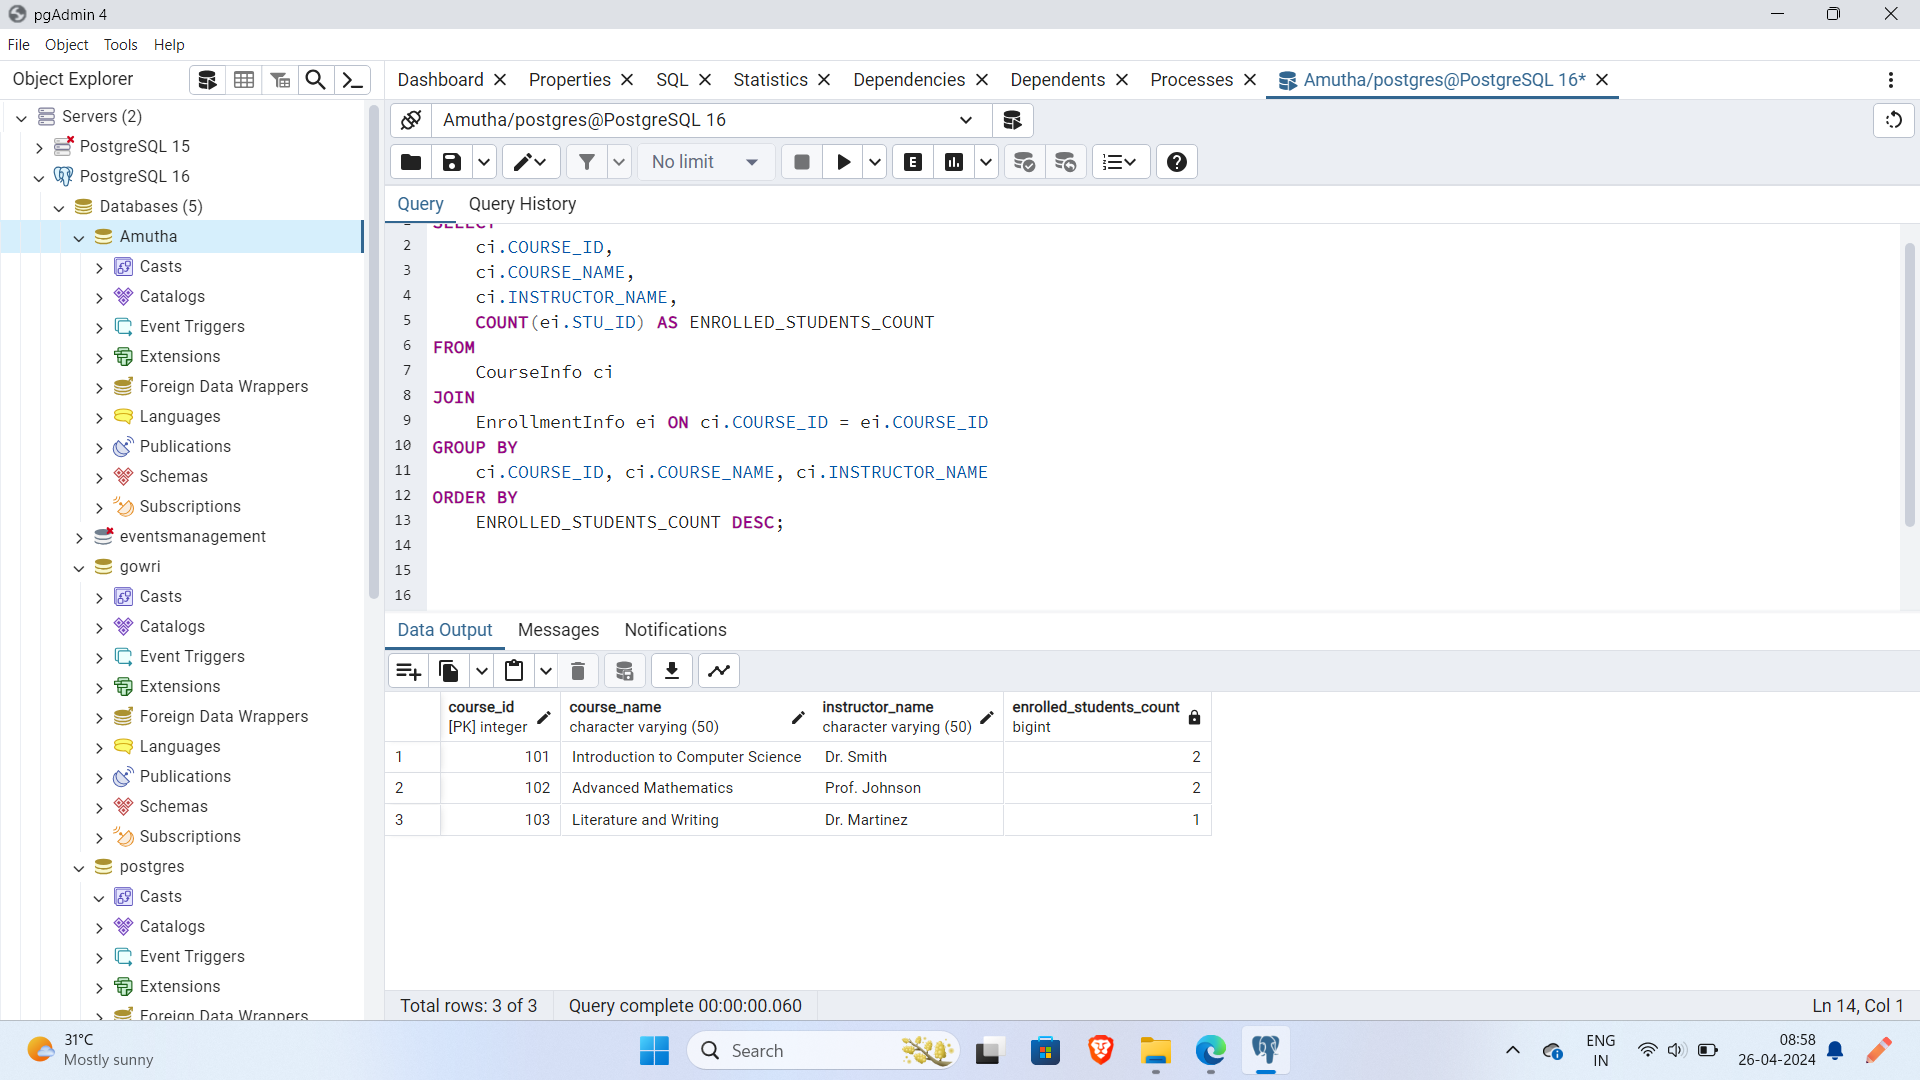 pgAdmin 4
File Object Tools Help
Object Explorer
Dashboard Properties SQL Statistics Dependencies Dependents Processes Amutha/postgres@PostgreSQL 16*
Servers (2)
PostgreSQL 15
PostgreSQL 16
Databases (5)
Amutha
Casts
Catalogs
Event Triggers
Extensions
Foreign Data Wrappers
Languages
Publications
Schemas
Subscriptions
eventsmanagement
gowri
Casts
Catalogs
Event Triggers
Extensions
Foreign Data Wrappers
Languages
Publications
Schemas
Subscriptions
postgres
Casts
Catalogs
Event Triggers
Extensions
Foreign Data Wrappers
Amutha/postgres@PostgreSQL 16
No limit
E
Query Query History
1 SELECT
2 ci.COURSE_ID,
3 ci.COURSE_NAME,
4 ci.INSTRUCTOR_NAME,
5 COUNT(ei.STU_ID) AS ENROLLED_STUDENTS_COUNT
6 FROM
7 CourseInfo ci
8 JOIN
9 EnrollmentInfo ei ON ci.COURSE_ID = ei.COURSE_ID
10 GROUP BY
11 ci.COURSE_ID, ci.COURSE_NAME, ci.INSTRUCTOR_NAME
12 ORDER BY
13 ENROLLED_STUDENTS_COUNT DESC;
14
15
16
Data Output Messages Notifications
course_id course_name instructor_name enrolled_students_count
[PK] integer character varying (50) character varying (50) bigint
1 101 Introduction to Computer Science Dr. Smith 2
2 102 Advanced Mathematics Prof. Johnson 2
3 103 Literature and Writing Dr. Martinez 1
Total rows: 3 of 3 Query complete 00:00:00.060 Ln 14, Col 1
31°C
Mostly sunny
Search
ENG
IN
08:58
26-04-2024